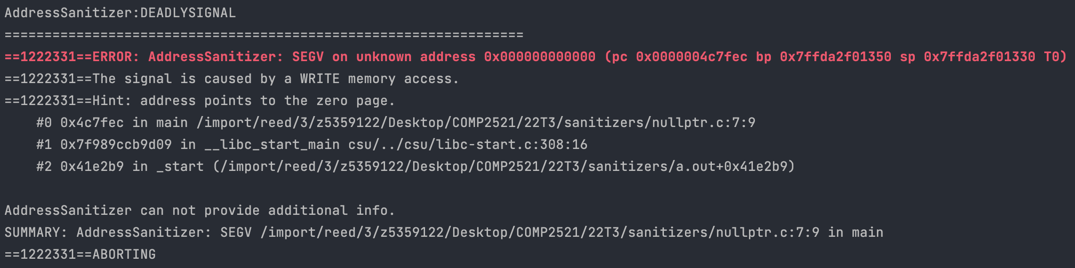 AddressSanitizer:DEADLYSIGNAL
=================================================================
==1222331==ERROR: AddressSanitizer: SEGV on unknown address 0x000000000000 (pc 0x0000004c7fec bp 0x7ffda2f01350 sp 0x7ffda2f01330 T0)
==1222331==The signal is caused by a WRITE memory access.
==1222331==Hint: address points to the zero page.
    #0 0x4c7fec in main /import/reed/3/z5359122/Desktop/COMP2521/22T3/sanitizers/nullptr.c:7:9
    #1 0x7f989ccb9d09 in __libc_start_main csu/../csu/libc-start.c:308:16
    #2 0x41e2b9 in _start (/import/reed/3/z5359122/Desktop/COMP2521/22T3/sanitizers/a.out+0x41e2b9)

AddressSanitizer can not provide additional info.
SUMMARY: AddressSanitizer: SEGV /import/reed/3/z5359122/Desktop/COMP2521/22T3/sanitizers/nullptr.c:7:9 in main
==1222331==ABORTING